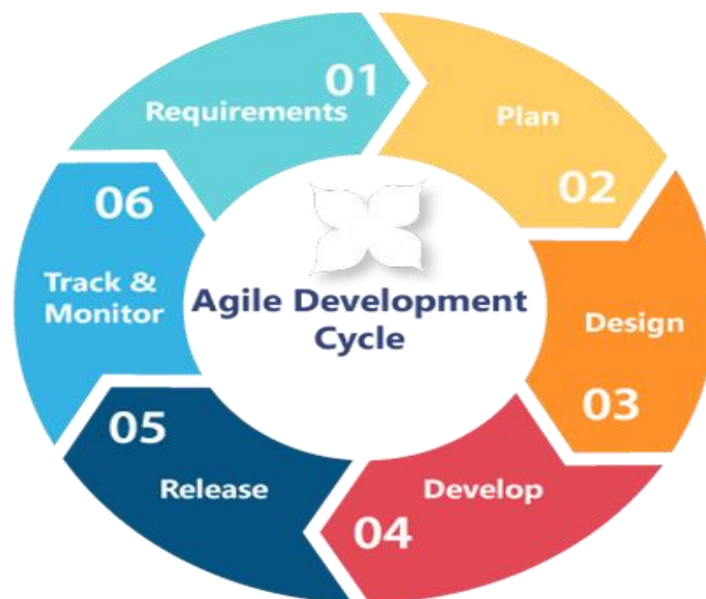 01
Requirements
Plan
02
Design
03
Develop
04
05
Release
06
Track &
Monitor
Agile Development
Cycle